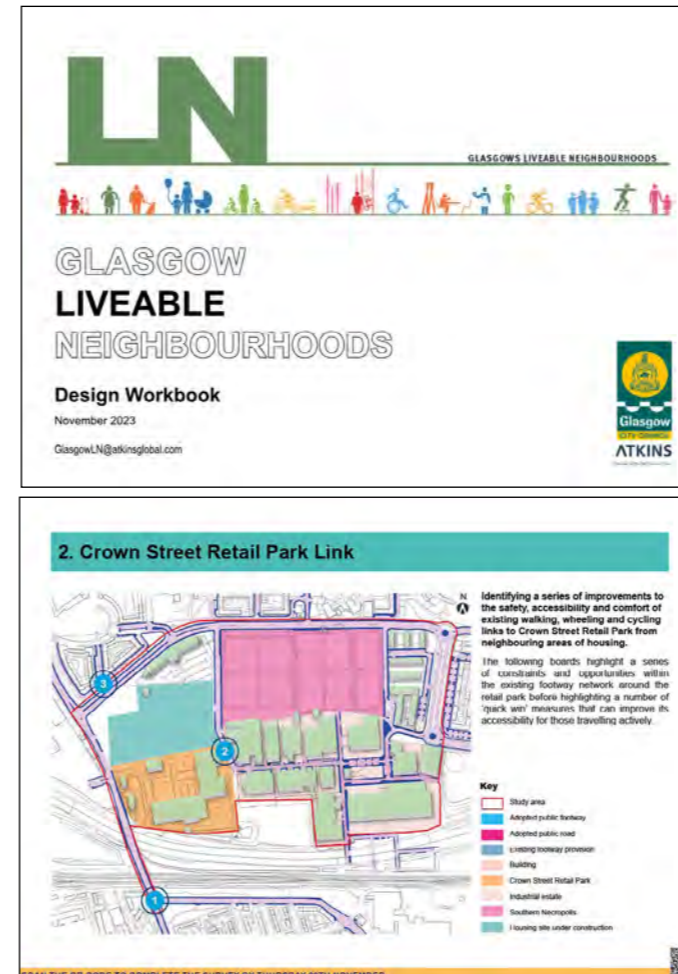 LN
GLASGOWS LIVEABLE NEIGHBOURHOODS
GLASGOW
LIVEABLE
NEIGHBOURHOODS
Design Workbook
November 2023
GlasgowLN@atkinsglobal.com
Glasgow
CITY COUNCIL
ATKINS
2. Crown Street Retail Park Link
N
1
2
3
Identifying a series of improvements to
the safety, accessibility and comfort of
existing walking, wheeling and cycling
links to Crown Street Retail Park from
neighbouring areas of housing.
The following boards highlight a series
of constraints and opportunities within
the existing footway network around the
retail park before highlighting a number of
'quick win' measures that can improve its
accessibility for those travelling actively.
Key
Study area
Adopted public footway
Adopted public road
Existing footway provision
Building
Crown Street Retail Park
Industrial estate
Southern Necropolis
Housing site under construction